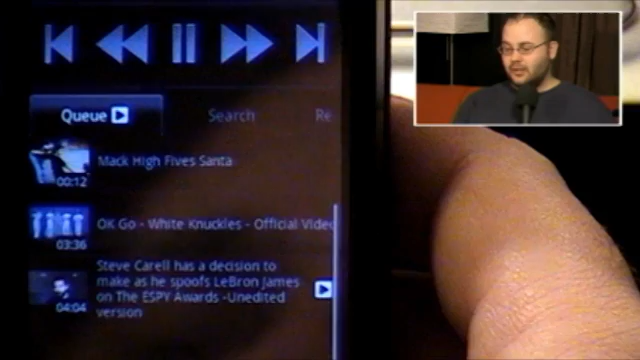 Queue Search Re
Mack High Fives Santa
00:12
OK Go - White Knuckles - Official Video
03:36
Steve Carell has a decision to
make as he spoofs LeBron James
on The ESPY Awards -Unedited
version
04:04